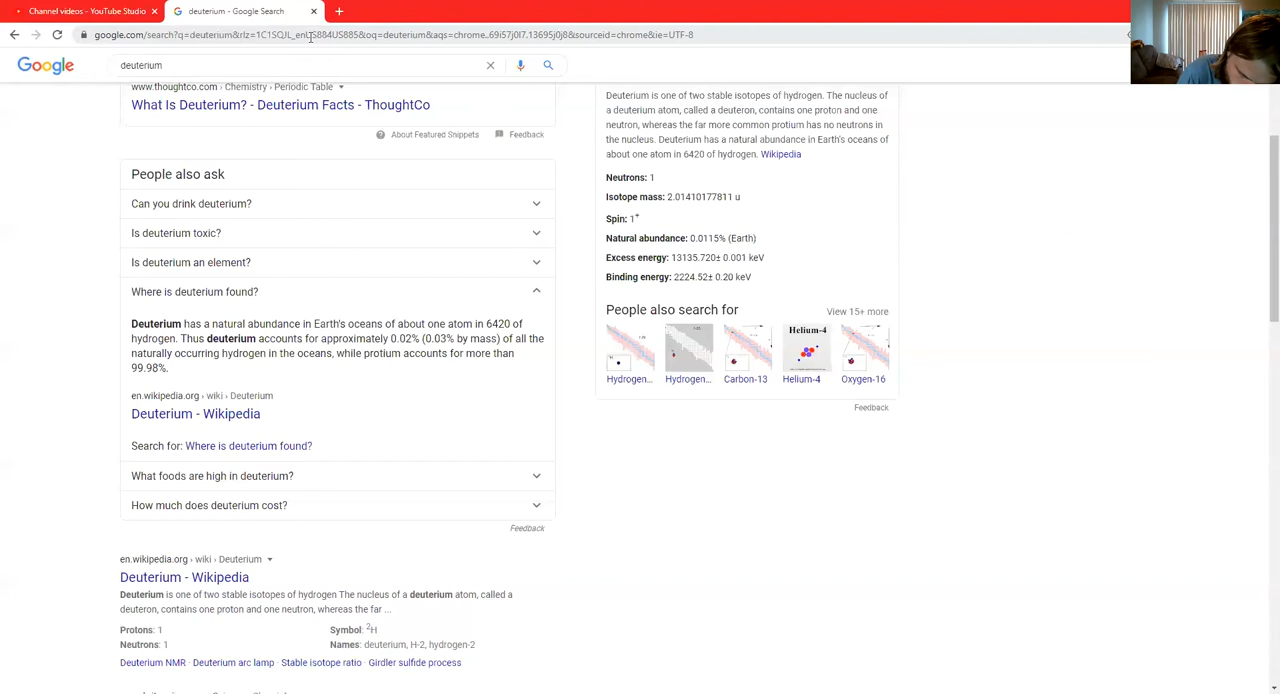 Channel videos - YouTube Studio
deuterium - Google Search
google.com/search?q=deuterium&rlz=1C1SQJL_enUS884US885&oq=deuterium&aqs=chrome..69i57j0l7.13695j0j8&sourceid=chrome&ie=UTF-8
Google
deuterium
www.thoughtco.com › Chemistry › Periodic Table
What Is Deuterium? - Deuterium Facts - ThoughtCo
About Featured Snippets
Feedback
People also ask
Can you drink deuterium?
Is deuterium toxic?
Is deuterium an element?
Where is deuterium found?
Deuterium has a natural abundance in Earth's oceans of about one atom in 6420 of
hydrogen. Thus deuterium accounts for approximately 0.02% (0.03% by mass) of all the
naturally occurring hydrogen in the oceans, while protium accounts for more than
99.98%.
en.wikipedia.org › wiki › Deuterium
Deuterium - Wikipedia
Search for: Where is deuterium found?
What foods are high in deuterium?
How much does deuterium cost?
Feedback
en.wikipedia.org › wiki › Deuterium
Deuterium - Wikipedia
Deuterium is one of two stable isotopes of hydrogen The nucleus of a deuterium atom, called a
deuteron, contains one proton and one neutron, whereas the far ...
Protons: 1
Symbol: ²H
Neutrons: 1
Names: deuterium, H-2, hydrogen-2
Deuterium NMR · Deuterium arc lamp · Stable isotope ratio · Girdler sulfide process
Deuterium is one of two stable isotopes of hydrogen. The nucleus of
a deuterium atom, called a deuteron, contains one proton and one
neutron, whereas the far more common protium has no neutrons in
the nucleus. Deuterium has a natural abundance in Earth's oceans of
about one atom in 6420 of hydrogen. Wikipedia
Neutrons: 1
Isotope mass: 2.01410177811 u
Spin: 1⁺
Natural abundance: 0.0115% (Earth)
Excess energy: 13135.720± 0.001 keV
Binding energy: 2224.52± 0.20 keV
People also search for
View 15+ more
Helium-4
Hydrogen...
Hydrogen...
Carbon-13
Helium-4
Oxygen-16
Feedback